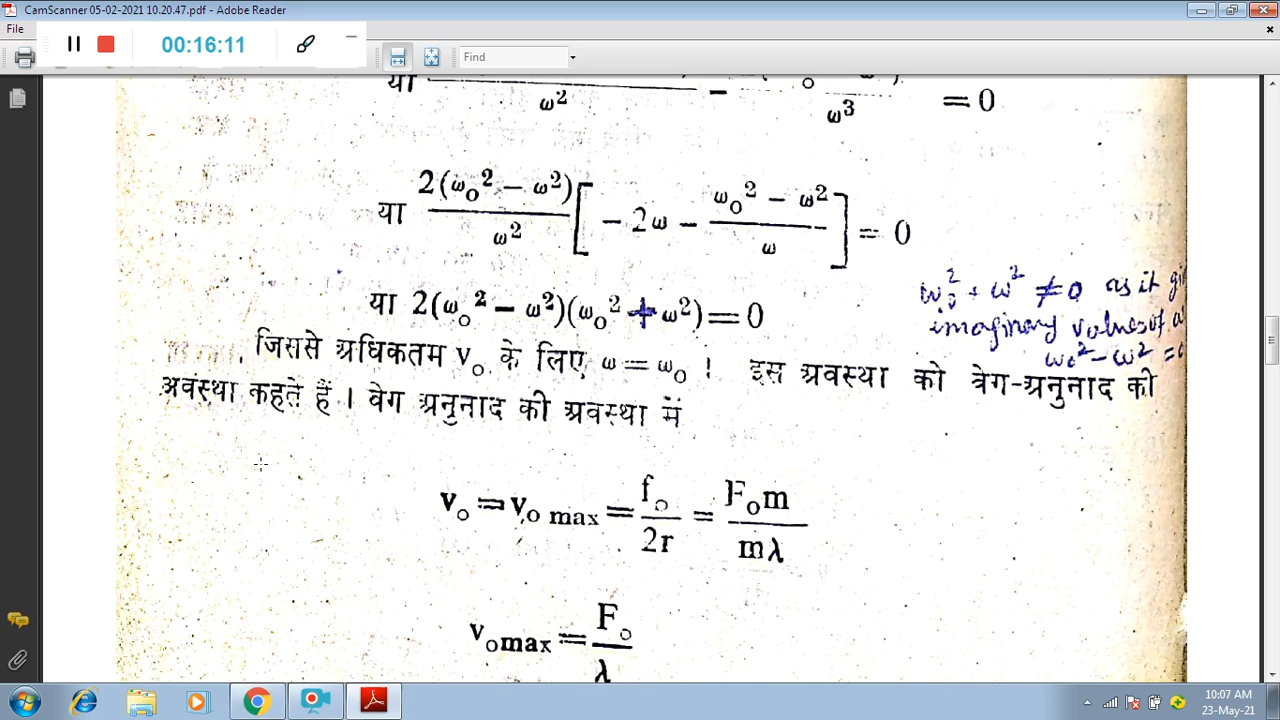 CamScanner 05-02-2021 10.20.47.pdf - Adobe Reader
File
00:16:11
Find
या ω² − ω³ = 0
या 2(ω₀² − ω²)/ω² [ − 2ω − (ω₀² − ω²)/ω ] = 0
ω₀² + ω² ≠ 0 as it
या 2(ω₀² − ω²)(ω₀² + ω²) = 0
imaginary values of
ω₀² − ω² =
जिससे अधिकतम v₀ के लिए ω = ω₀ । इस अवस्था को वेग-अनुनाद की
अवस्था कहते हैं । वेग अनुनाद की अवस्था में
v₀ = v₀ max = f₀/2r = F₀m/mλ
v₀max = F₀/λ
10:07 AM
23-May-21